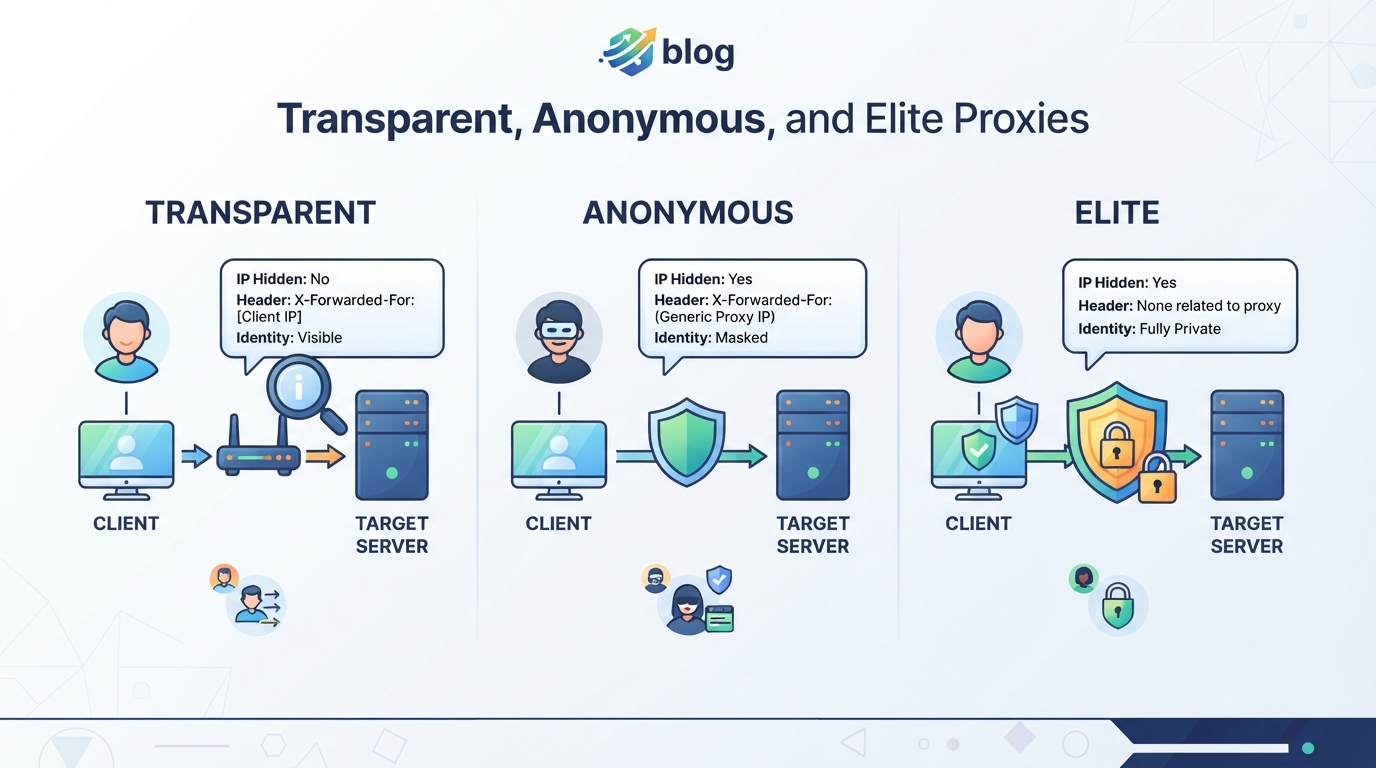 blog
Transparent, Anonymous, and Elite Proxies
TRANSPARENT
IP Hidden: No
Header: X-Forwarded-For:
[Client IP]
Identity: Visible
i
CLIENT
TARGET
SERVER
ANONYMOUS
IP Hidden: Yes
Header: X-Forwarded-For:
(Generic Proxy IP)
Identity: Masked
CLIENT
TARGET
SERVER
ELITE
IP Hidden: Yes
Header: None related to proxy
Identity: Fully Private
CLIENT
TARGET
SERVER